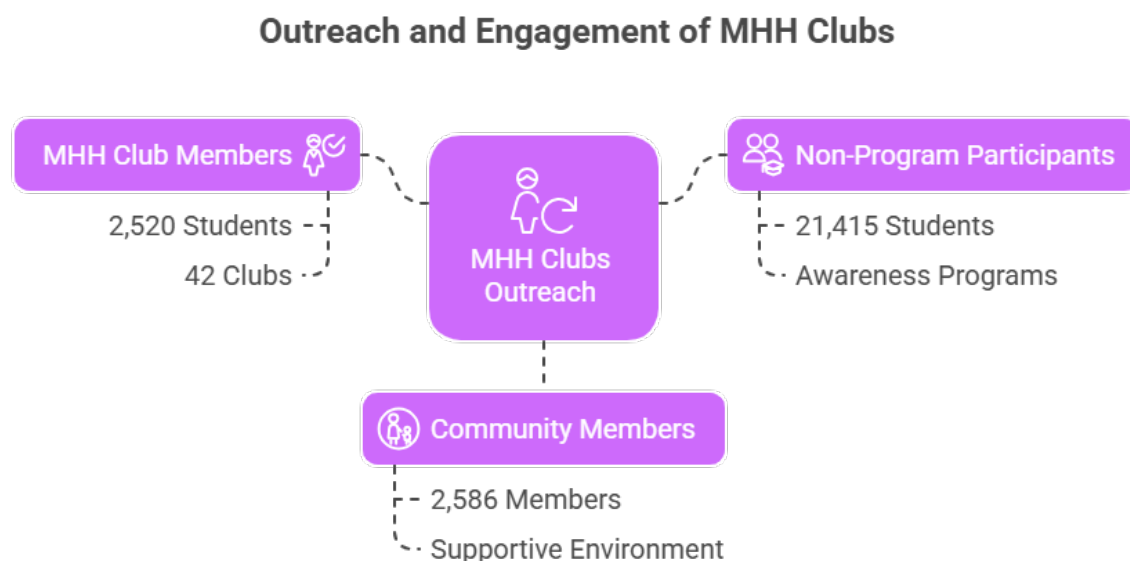 Outreach and Engagement of MHH Clubs
MHH Club Members
2,520 Students
42 Clubs
MHH Clubs
Outreach
Non-Program Participants
21,415 Students
Awareness Programs
Community Members
2,586 Members
Supportive Environment